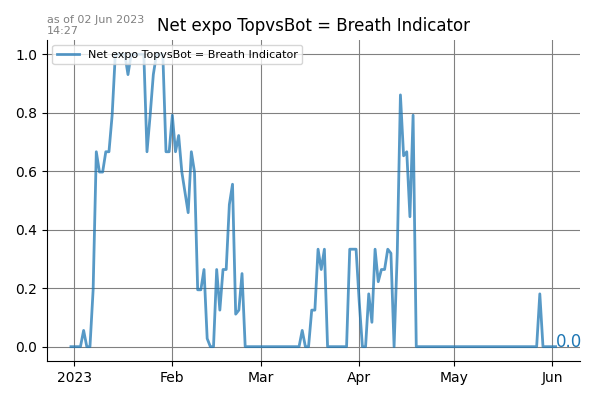 as of 02 Jun 2023
14:27
Net expo TopvsBot = Breath Indicator
Net expo TopvsBot = Breath Indicator
1.0
0.8
0.6
0.4
0.2
0.0
0.0
2023 Feb Mar Apr May Jun